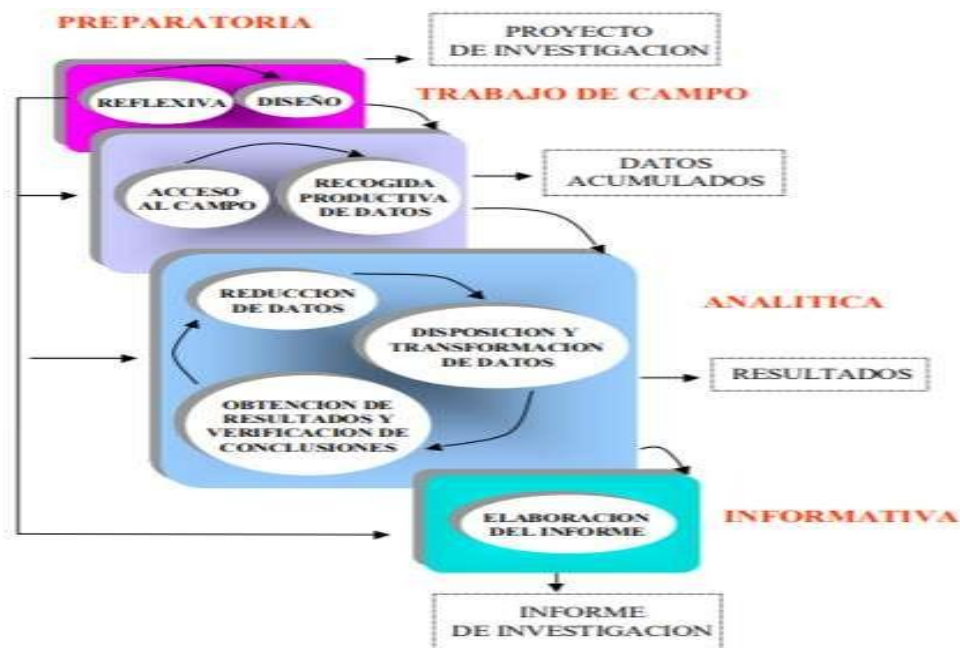 PREPARATORIA
PROYECTO
DE INVESTIGACION
REFLEXIVA
DISEÑO
TRABAJO DE CAMPO
ACCESO
AL CAMPO
RECOGIDA
PRODUCTIVA
DE DATOS
DATOS
ACUMULADOS
REDUCCION
DE DATOS
ANALITICA
DISPOSICION Y
TRANSFORMACION
DE DATOS
RESULTADOS
OBTENCION DE
RESULTADOS Y
VERIFICACION DE
CONCLUSIONES
ELABORACION
DEL INFORME
INFORMATIVA
INFORME
DE INVESTIGACION